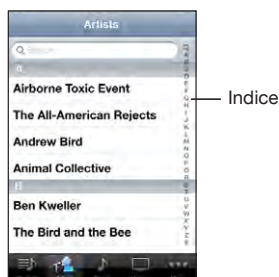 Artists
Search
A
Airborne Toxic Event
The All-American Rejects
Andrew Bird
Animal Collective
B
Ben Kweller
The Bird and the Bee
Indice